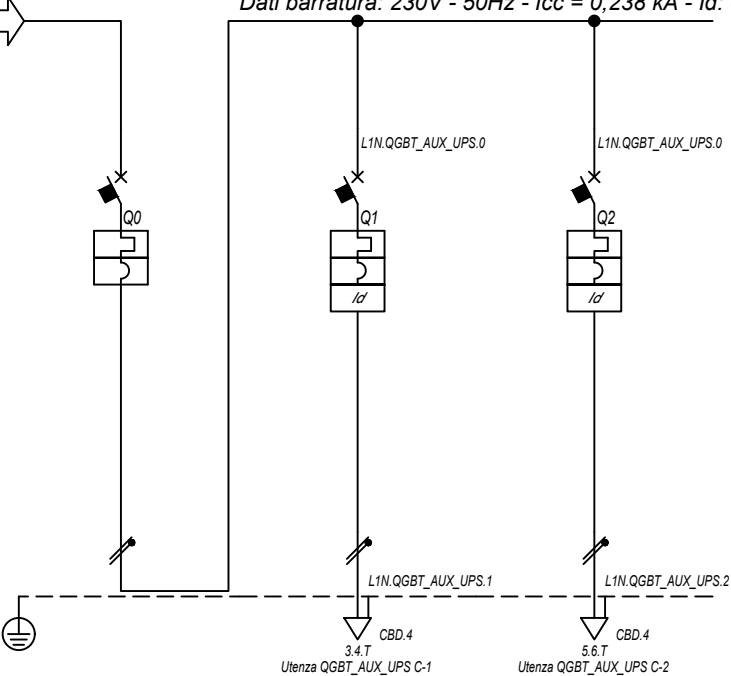 Dati barratura: 230V - 50Hz - Icc = 0,238 kA - Id:
L1N.QGBT_AUX_UPS.0
L1N.QGBT_AUX_UPS.0
Q0
Q1
Q2
Id
Id
L1N.QGBT_AUX_UPS.1
L1N.QGBT_AUX_UPS.2
CBD.4
CBD.4
3.4.T
5.6.T
Utenza QGBT_AUX_UPS C-1
Utenza QGBT_AUX_UPS C-2